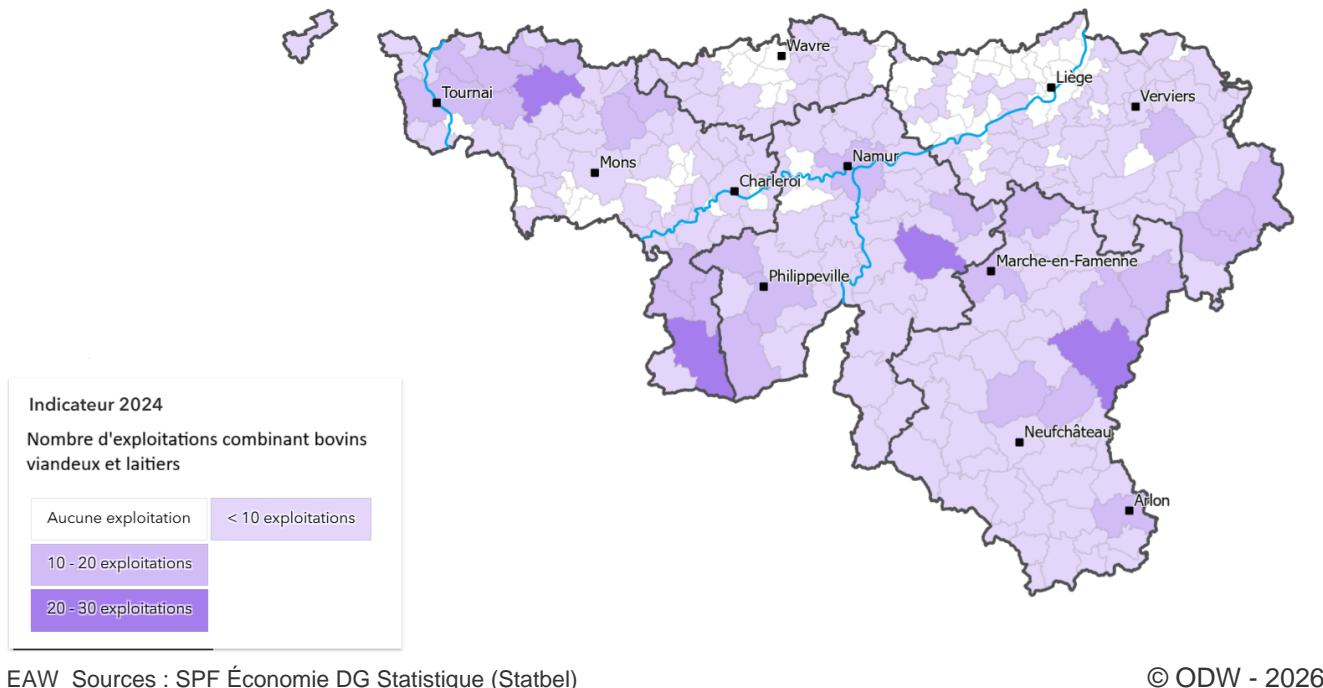 Wavre
Liège
Tournai
Verviers
Mons
Namur
Charleroi
Marche-en-Famenne
Philippeville
Neufchâteau
Arlon
Indicateur 2024
Nombre d'exploitations combinant bovins
viandeux et laitiers
Aucune exploitation
< 10 exploitations
10 - 20 exploitations
20 - 30 exploitations
EAW Sources : SPF Économie DG Statistique (Statbel)
© ODW - 2026